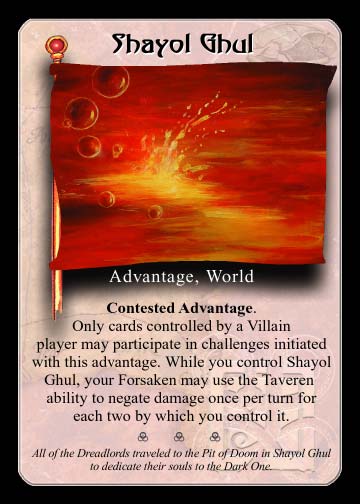 Shayol Ghul
Advantage, World
Contested Advantage.
Only cards controlled by a Villain
player may participate in challenges initiated
with this advantage. While you control Shayol
Ghul, your Forsaken may use the Taveren
ability to negate damage once per turn for
each two by which you control it.
All of the Dreadlords traveled to the Pit of Doom in Shayol Ghul
to dedicate their souls to the Dark One.